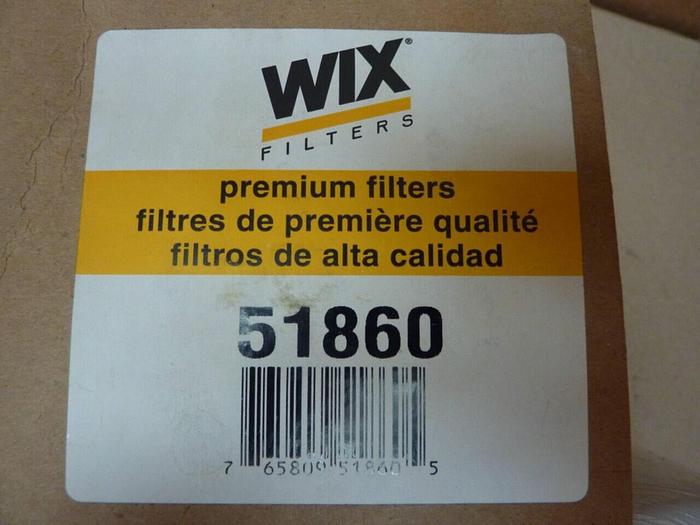 WIX®
FILTERS
premium filters
filtres de première qualité
filtros de alta calidad
51860
7 65809 51860 5